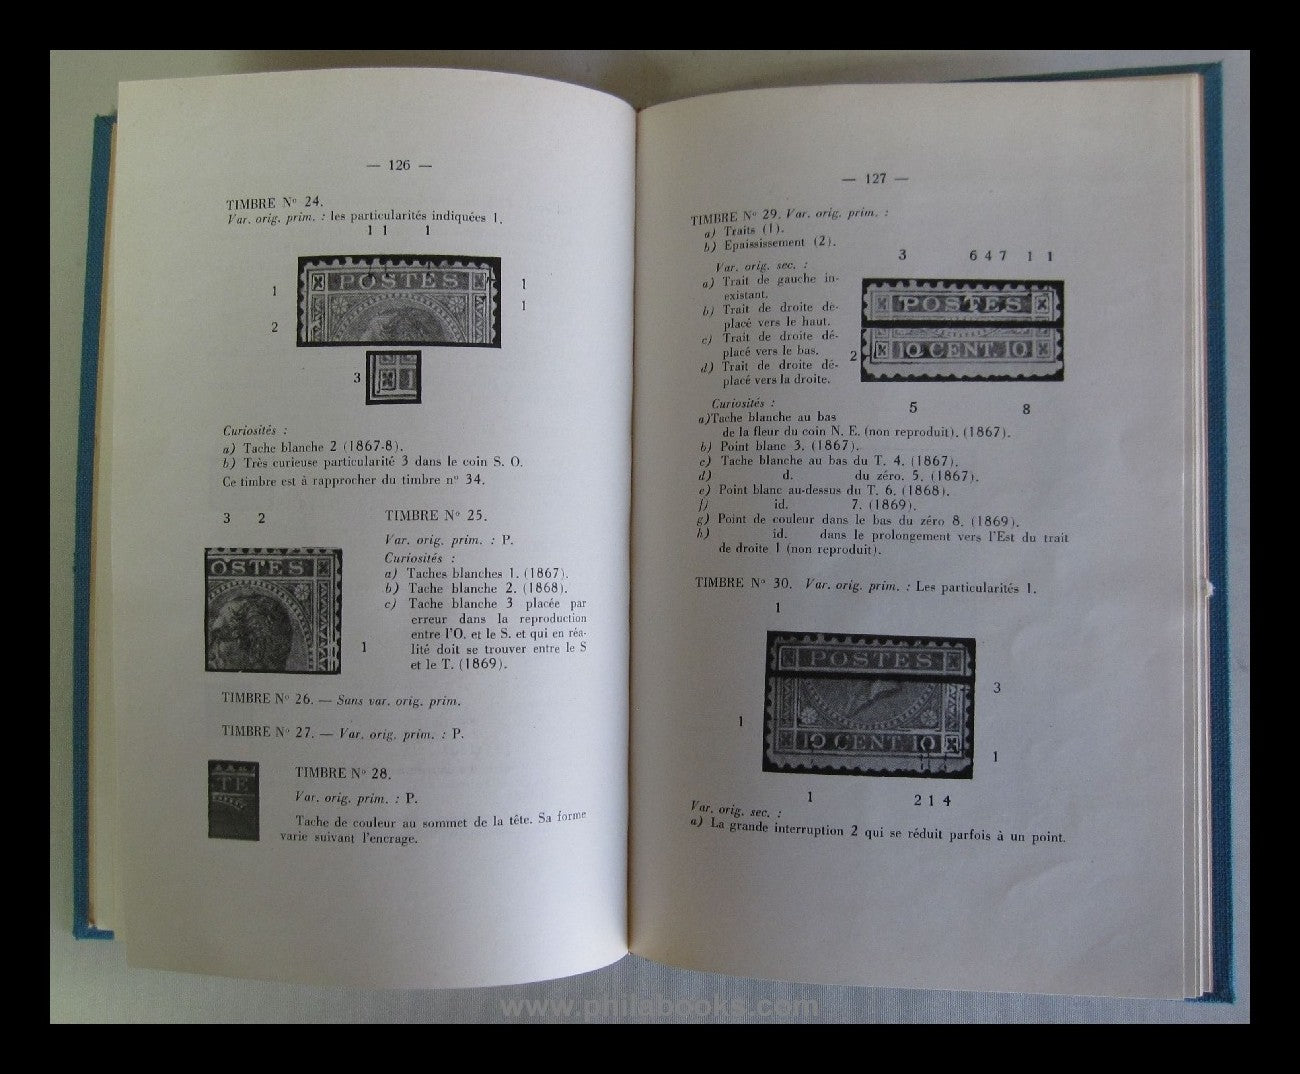 — 126 —
TIMBRE Nº 24.
Var. orig. prim. : les particularités indiquées 1.
1 1 1
POSTES
1
1
1
2
3
1
Curiosités :
a) Tache blanche 2 (1867-8).
b) Très curieuse particularité 3 dans le coin S. O.
Ce timbre est à rapprocher du timbre nº 34.
3 2
OSTES
1
TIMBRE Nº 25.
Var. orig. prim. : P.
Curiosités :
a) Taches blanches 1. (1867).
b) Tache blanche 2. (1868).
c) Tache blanche 3 placée par
erreur dans la reproduction
entre l'O. et le S. et qui en réa-
lité doit se trouver entre le S
et le T. (1869).
TIMBRE Nº 26. — Sans var. orig. prim.
TIMBRE Nº 27. — Var. orig. prim. : P.
TE
TIMBRE Nº 28.
Var. orig. prim. : P.
Tache de couleur au sommet de la tête. Sa forme
varie suivant l'encrage.
— 127 —
TIMBRE Nº 29. Var. orig. prim. :
a) Traits (1).
b) Epaississement (2).
Var. orig. sec. :
a) Trait de gauche in-
existant.
b) Trait de droite dé-
placé vers le haut.
c) Trait de droite dé-
placé vers le bas.
d) Trait de droite dé-
placé vers la droite.
3 6 4 7 1 1
POSTES
10 CENT. 10
2
5 8
Curiosités :
a) Tache blanche au bas
de la fleur du coin N. E. (non reproduit). (1867).
b) Point blanc 3. (1867).
c) Tache blanche au bas du T. 4. (1867).
d) d. du zéro. 5. (1867).
e) Point blanc au-dessus du T. 6. (1868).
f) id. 7. (1869).
g) Point de couleur dans le bas du zéro 8. (1869).
h) id. dans le prolongement vers l'Est du trait
de droite 1 (non reproduit).
TIMBRE Nº 30. Var. orig. prim. : Les particularités 1.
1
POSTES
10 CENT. 10
3
1
1
1 2 1 4
Var. orig. sec. :
a) La grande interruption 2 qui se réduit parfois à un point.
www.philabooks.com